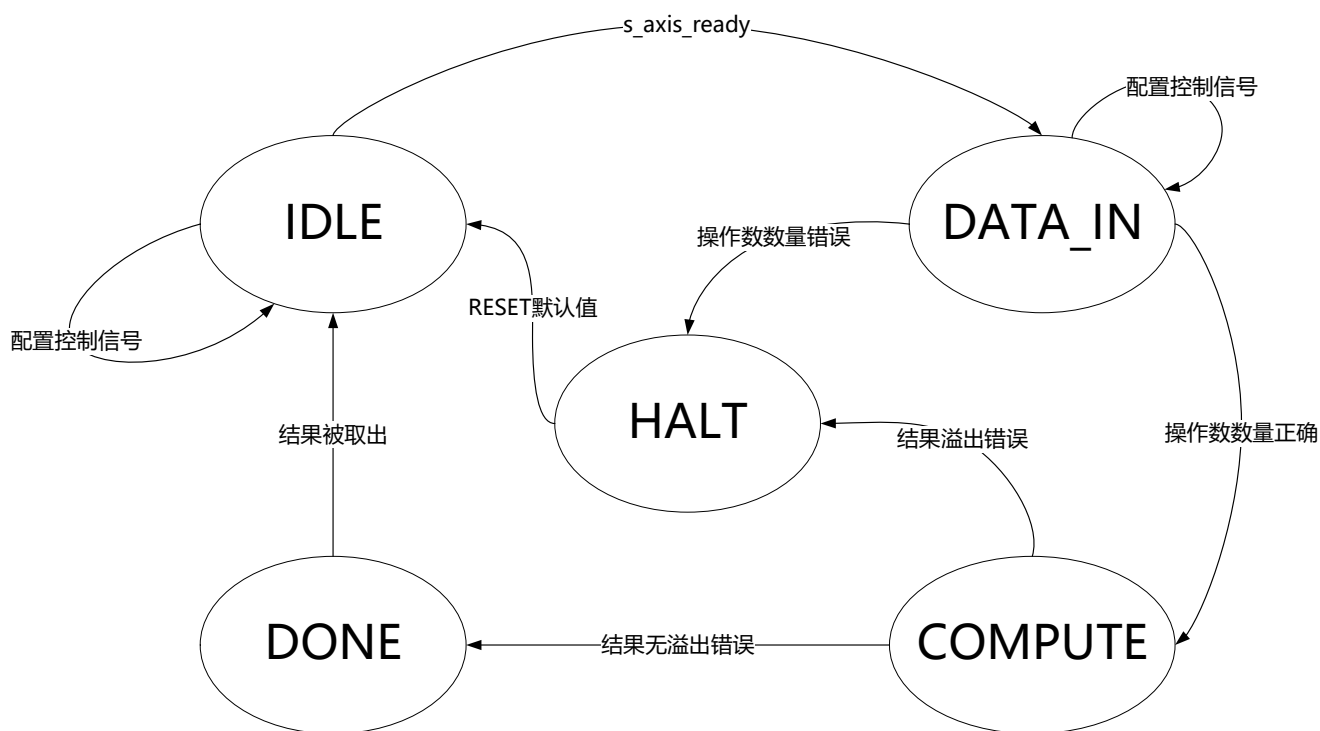 s_axis_ready
配置控制信号
IDLE
DATA_IN
操作数数量错误
RESET默认值
配置控制信号
HALT
结果被取出
结果溢出错误
操作数数量正确
DONE
结果无溢出错误
COMPUTE